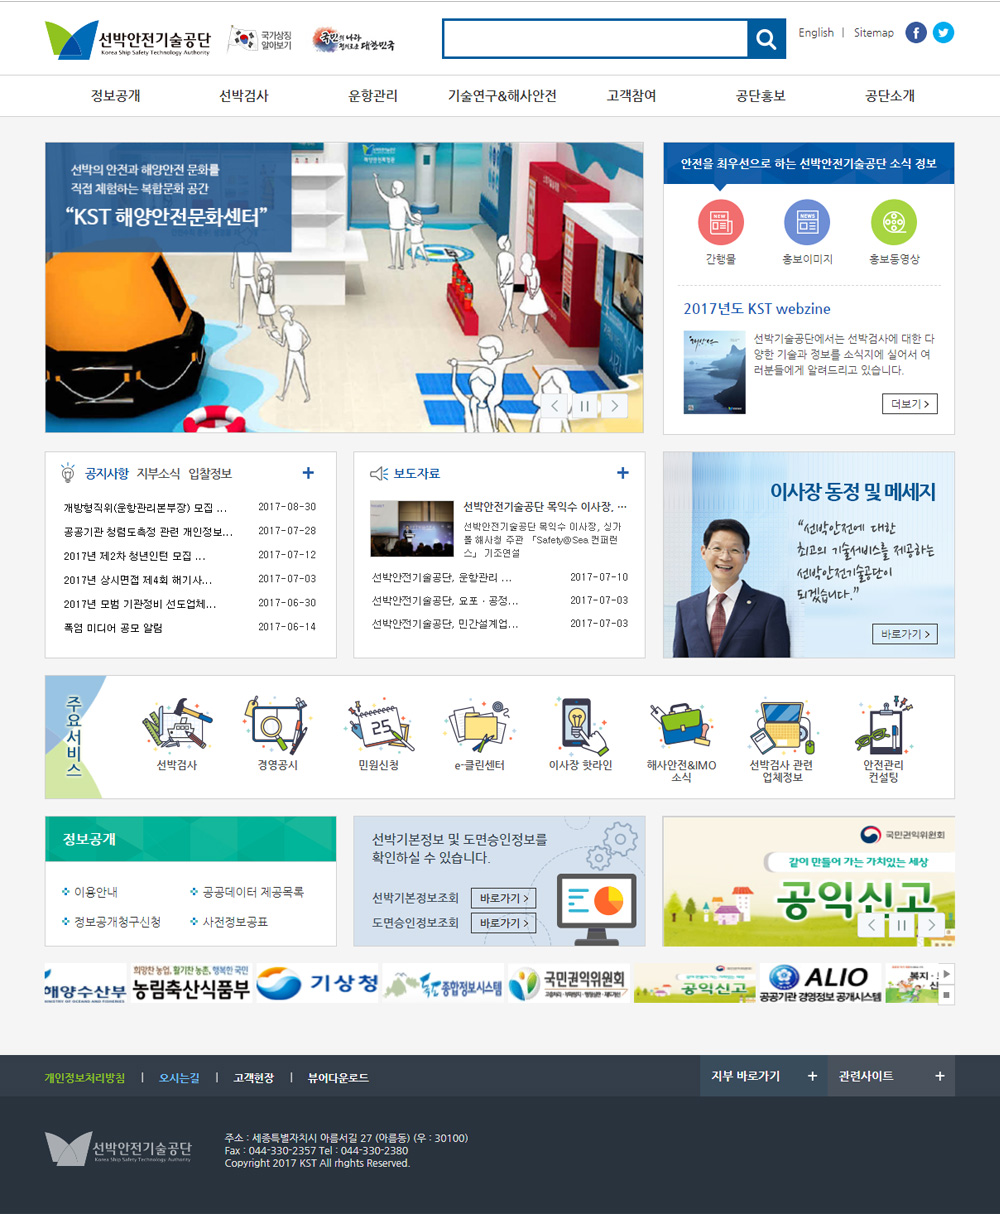 선박안전기술공단
Korea Ship Safety Technology Authority
국가상징
알아보기
국민의 나라
정의로운 대한민국
English | Sitemap
정보공개
선박검사
운항관리
기술연구&해사안전
고객참여
공단홍보
공단소개
선박의 안전과 해양안전 문화를
직접 체험하는 복합문화 공간
“KST 해양안전문화센터”
안전을 최우선으로 하는 선박안전기술공단 소식 정보
NEW
NEWS
간행물
홍보이미지
홍보동영상
2017년도 KST webzine
해안선
선박기술공단에서는 선박검사에 대한 다
양한 기술과 정보를 소식지에 실어서 여
러분들에게 알려드리고 있습니다.
더보기 >
공지사항 지부소식 입찰정보 +
개방형직위(운항관리본부장) 모집 ... 2017-08-30
공공기관 청렴도측정 관련 개인정보... 2017-07-28
2017년 제2차 청년인턴 모집 ... 2017-07-12
2017년 상시면접 제4회 해기사... 2017-07-03
2017년 모범 기관정비 선도업체... 2017-06-30
폭염 미디어 공모 알림 2017-06-14
보도자료 +
선박안전기술공단 목익수 이사장, ...
선박안전기술공단 목익수 이사장, 싱가
폴 해사청 주관 「Safety@Sea 컨퍼런
스」 기조연설
선박안전기술공단, 운항관리 ... 2017-07-10
선박안전기술공단, 요포ㆍ공정... 2017-07-03
선박안전기술공단, 민간설계업... 2017-07-03
이사장 동정 및 메세지
“선박안전에 대한
최고의 기술서비스를 제공하는
선박안전기술공단이
되겠습니다.”
바로가기 >
주요서비스
25
선박검사
경영공시
민원신청
e-클린센터
이사장 핫라인
해사안전&IMO
소식
선박검사 관련
업체정보
안전관리
컨설팅
정보공개
이용안내
공공데이터 제공목록
정보공개청구신청
사전정보공표
선박기본정보 및 도면승인정보를
확인하실 수 있습니다.
선박기본정보조회 바로가기 >
도면승인정보조회 바로가기 >
국민권익위원회
같이 만들어 가는 가치있는 세상
공익신고
해양수산부
MINISTRY OF OCEANS AND FISHERIES
희망찬 농업, 활기찬 농촌, 행복한 국민
농림축산식품부
기상청
독도종합정보시스템
국민권익위원회
공익신고
ALIO
공공기관 경영정보 공개시스템
복지·
신
개인정보처리방침 | 오시는길 | 고객헌장 | 뷰어다운로드
지부 바로가기 +
관련사이트 +
선박안전기술공단
Korea Ship Safety Technology Authority
주소 : 세종특별자치시 아름서길 27 (아름동) (우 : 30100)
Fax : 044-330-2357 Tel : 044-330-2380
Copyright 2017 KST All rhghts Reserved.